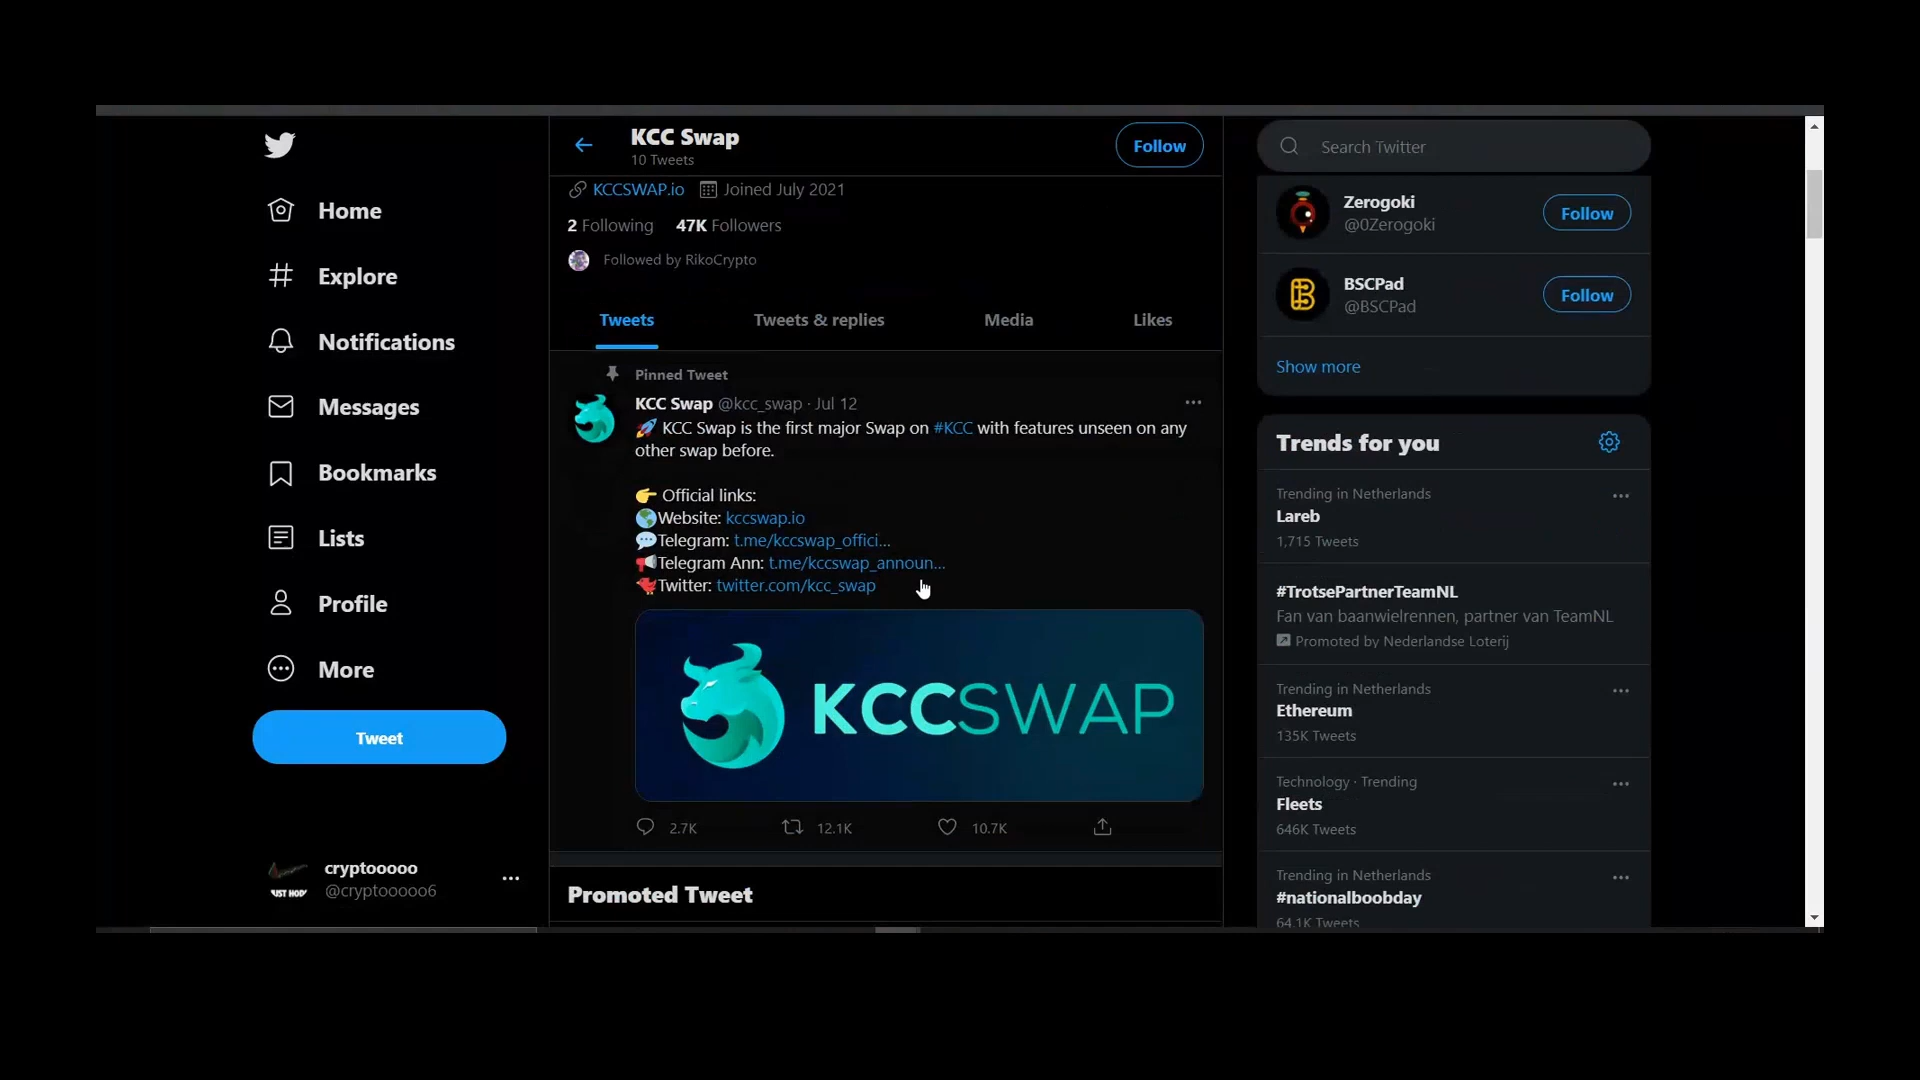 Home
Explore
Notifications
Messages
Bookmarks
Lists
Profile
More
Tweet
cryptooooo
@cryptooooo6
KCC Swap
10 Tweets
Follow
KCCSWAP.io Joined July 2021
2 Following 47K Followers
Followed by RikoCrypto
Tweets Tweets & replies Media Likes
Pinned Tweet
KCC Swap @kcc_swap · Jul 12
🚀 KCC Swap is the first major Swap on #KCC with features unseen on any
other swap before.
👉 Official links:
🌎Website: kccswap.io
💬Telegram: t.me/kccswap_offici...
📢Telegram Ann: t.me/kccswap_announ...
🐦Twitter: twitter.com/kcc_swap
KCCSWAP
2.7K 12.1K 10.7K
Promoted Tweet
Search Twitter
Zerogoki
@0Zerogoki
Follow
BSCPad
@BSCPad
Follow
Show more
Trends for you
Trending in Netherlands
Lareb
1,715 Tweets
#TrotsePartnerTeamNL
Fan van baanwielrennen, partner van TeamNL
Promoted by Nederlandse Loterij
Trending in Netherlands
Ethereum
135K Tweets
Technology · Trending
Fleets
646K Tweets
Trending in Netherlands
#nationalboobday
64.1K Tweets